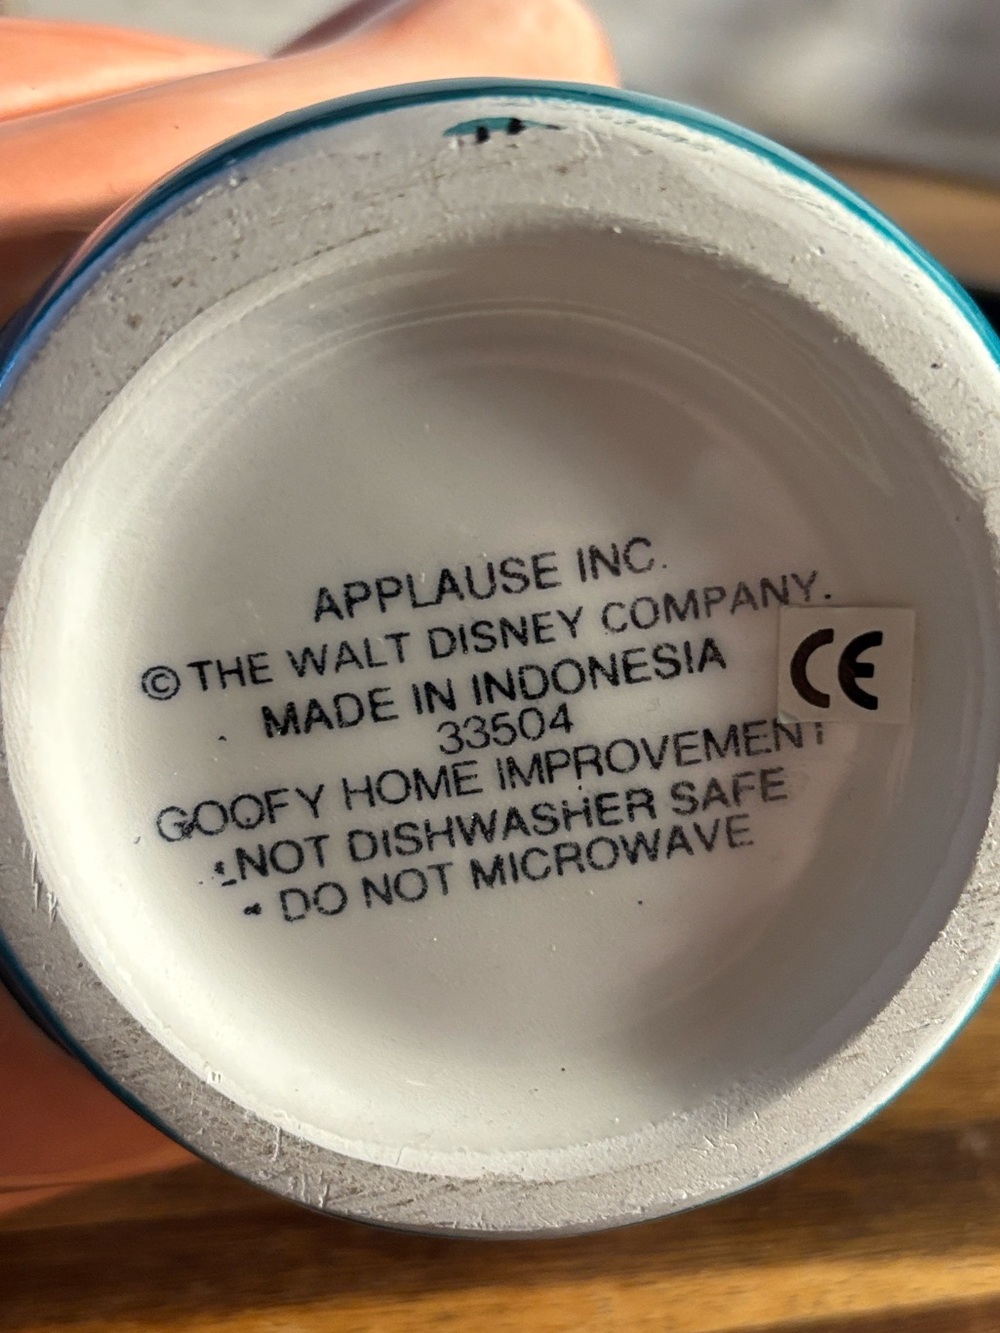 APPLAUSE INC.
© THE WALT DISNEY COMPANY.
MADE IN INDONESIA
33504
GOOFY HOME IMPROVEMENT
NOT DISHWASHER SAFE
DO NOT MICROWAVE
CE